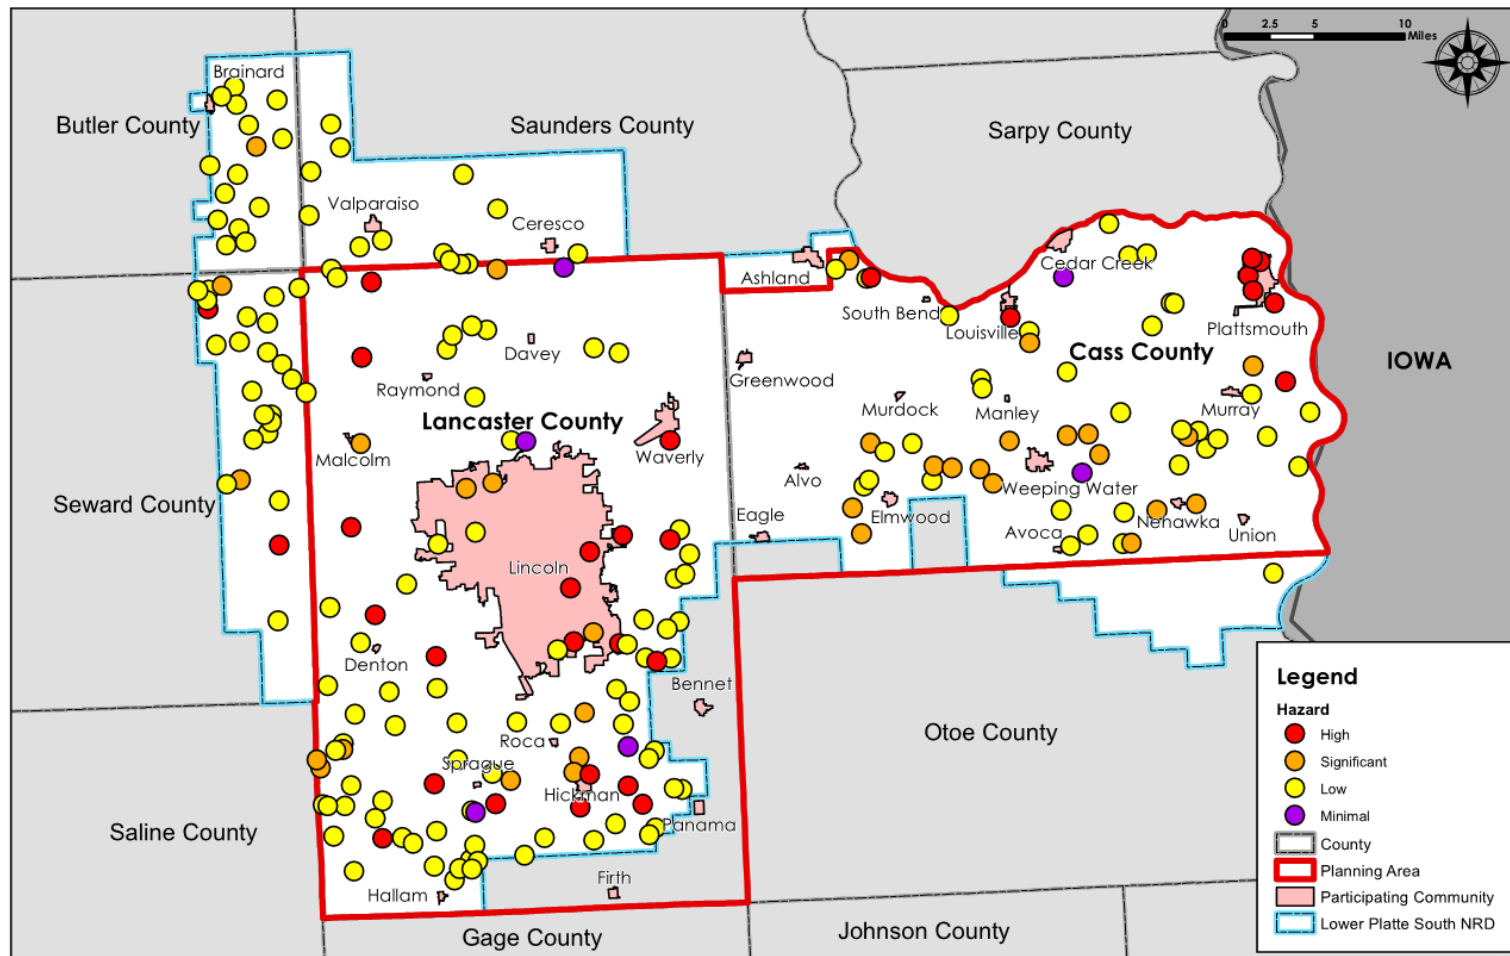 0 2.5 5 10
Miles
Brainard
Butler County
Saunders County
Sarpy County
Valparaiso
Ceresco
Ashland
Cedar Creek
South Bend
Louisville
Plattsmouth
Davey
Cass County
IOWA
Raymond
Greenwood
Murdock
Manley
Murray
Lancaster County
Malcolm
Waverly
Alvo
Weeping Water
Seward County
Eagle
Elmwood
Nehawka
Avoca
Union
Lincoln
Denton
Bennet
Roca
Otoe County
Sprague
Hickman
Saline County
Panama
Hallam
Firth
Gage County
Johnson County
Legend
Hazard
High
Significant
Low
Minimal
County
Planning Area
Participating Community
Lower Platte South NRD